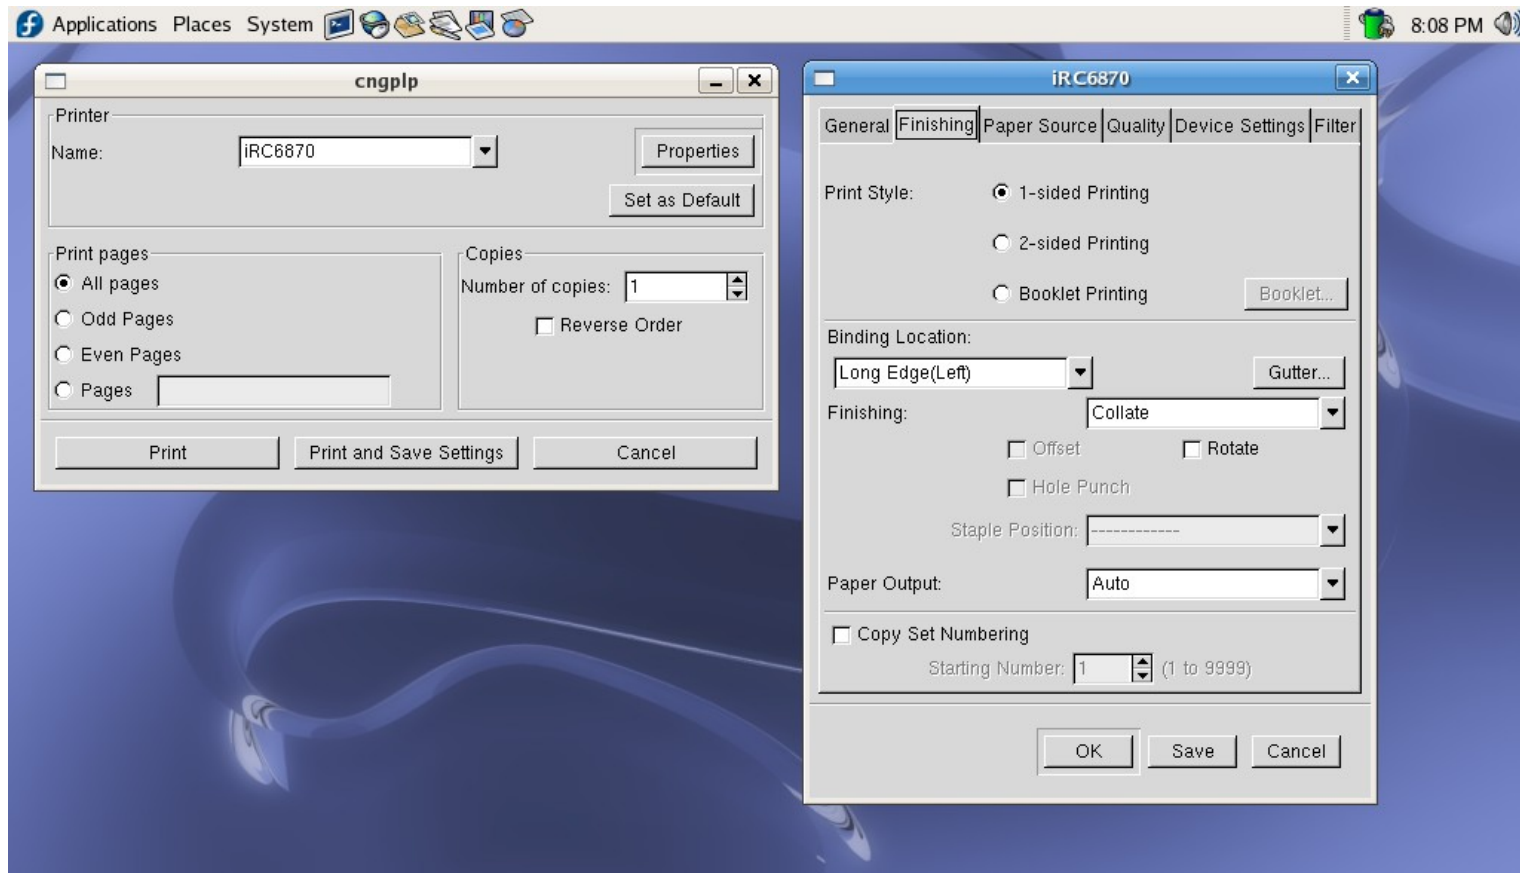 Applications Places System 8:08 PM
cngplp
Printer
Name: iRC6870 Properties
Set as Default
Print pages
All pages
Odd Pages
Even Pages
Pages
Copies
Number of copies: 1
Reverse Order
Print Print and Save Settings Cancel
iRC6870
General Finishing Paper Source Quality Device Settings Filter
Print Style: 1-sided Printing
2-sided Printing
Booklet Printing Booklet...
Binding Location:
Long Edge(Left) Gutter...
Finishing: Collate
Offset Rotate
Hole Punch
Staple Position: ------------
Paper Output: Auto
Copy Set Numbering
Starting Number: 1 (1 to 9999)
OK Save Cancel